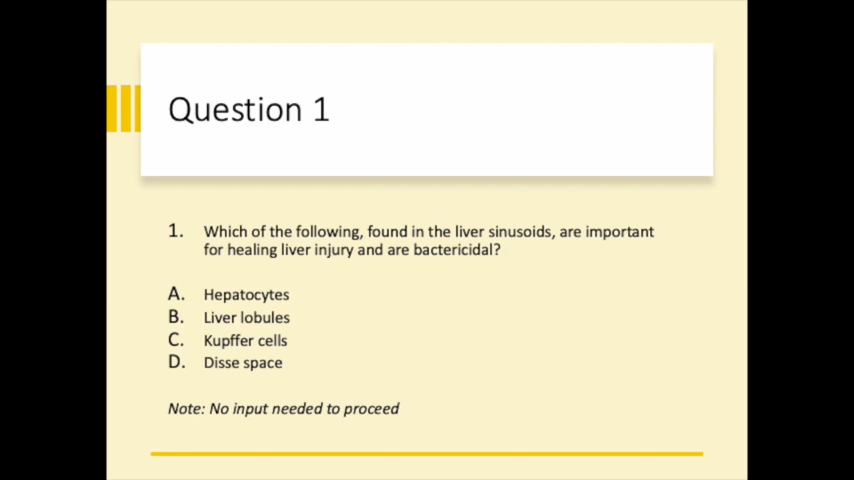 Question 1
1. Which of the following, found in the liver sinusoids, are important
for healing liver injury and are bactericidal?
A. Hepatocytes
B. Liver lobules
C. Kupffer cells
D. Disse space
Note: No input needed to proceed